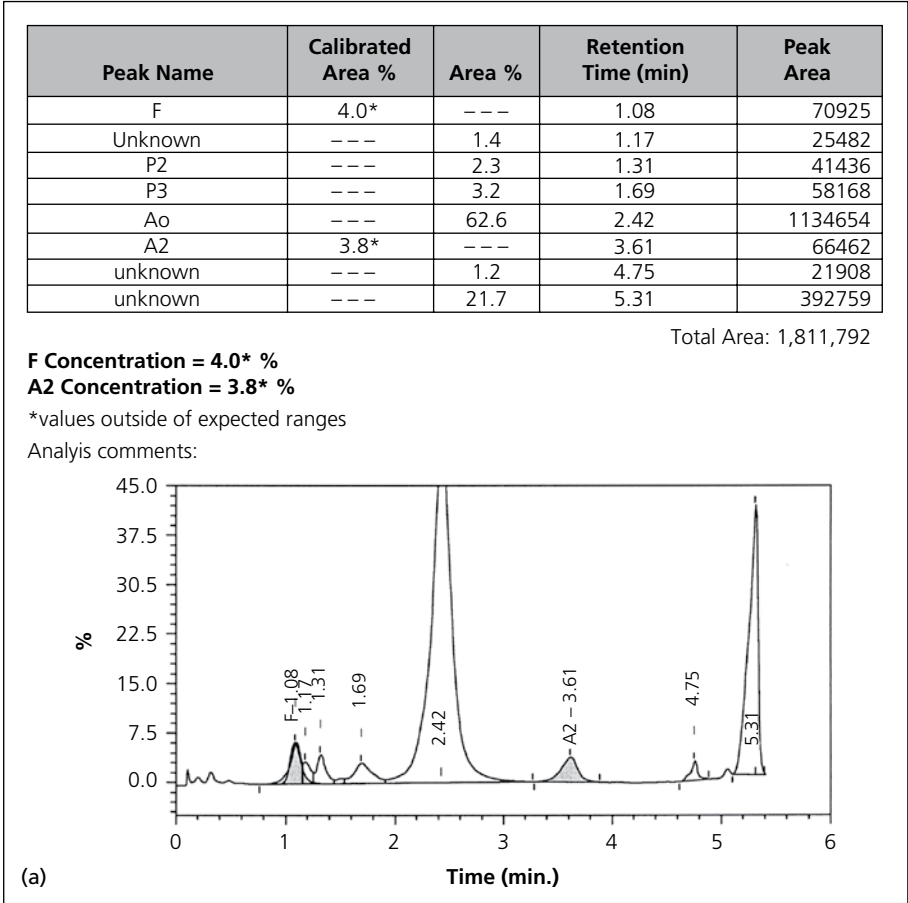 Peak Name Calibrated Area % Area % Retention Time (min) Peak Area
F 4.0* – – – 1.08 70925
Unknown – – – 1.4 1.17 25482
P2 – – – 2.3 1.31 41436
P3 – – – 3.2 1.69 58168
Ao – – – 62.6 2.42 1134654
A2 3.8* – – – 3.61 66462
unknown – – – 1.2 4.75 21908
unknown – – – 21.7 5.31 392759
Total Area: 1,811,792
F Concentration = 4.0* %
A2 Concentration = 3.8* %
*values outside of expected ranges
Analyis comments:
45.0
37.5
30.5
22.5
15.0
7.5
0.0
%
F–1.08
1.17
1.31
1.69
2.42
A2 – 3.61
4.75
5.31
0 1 2 3 4 5 6
Time (min.)
(a)